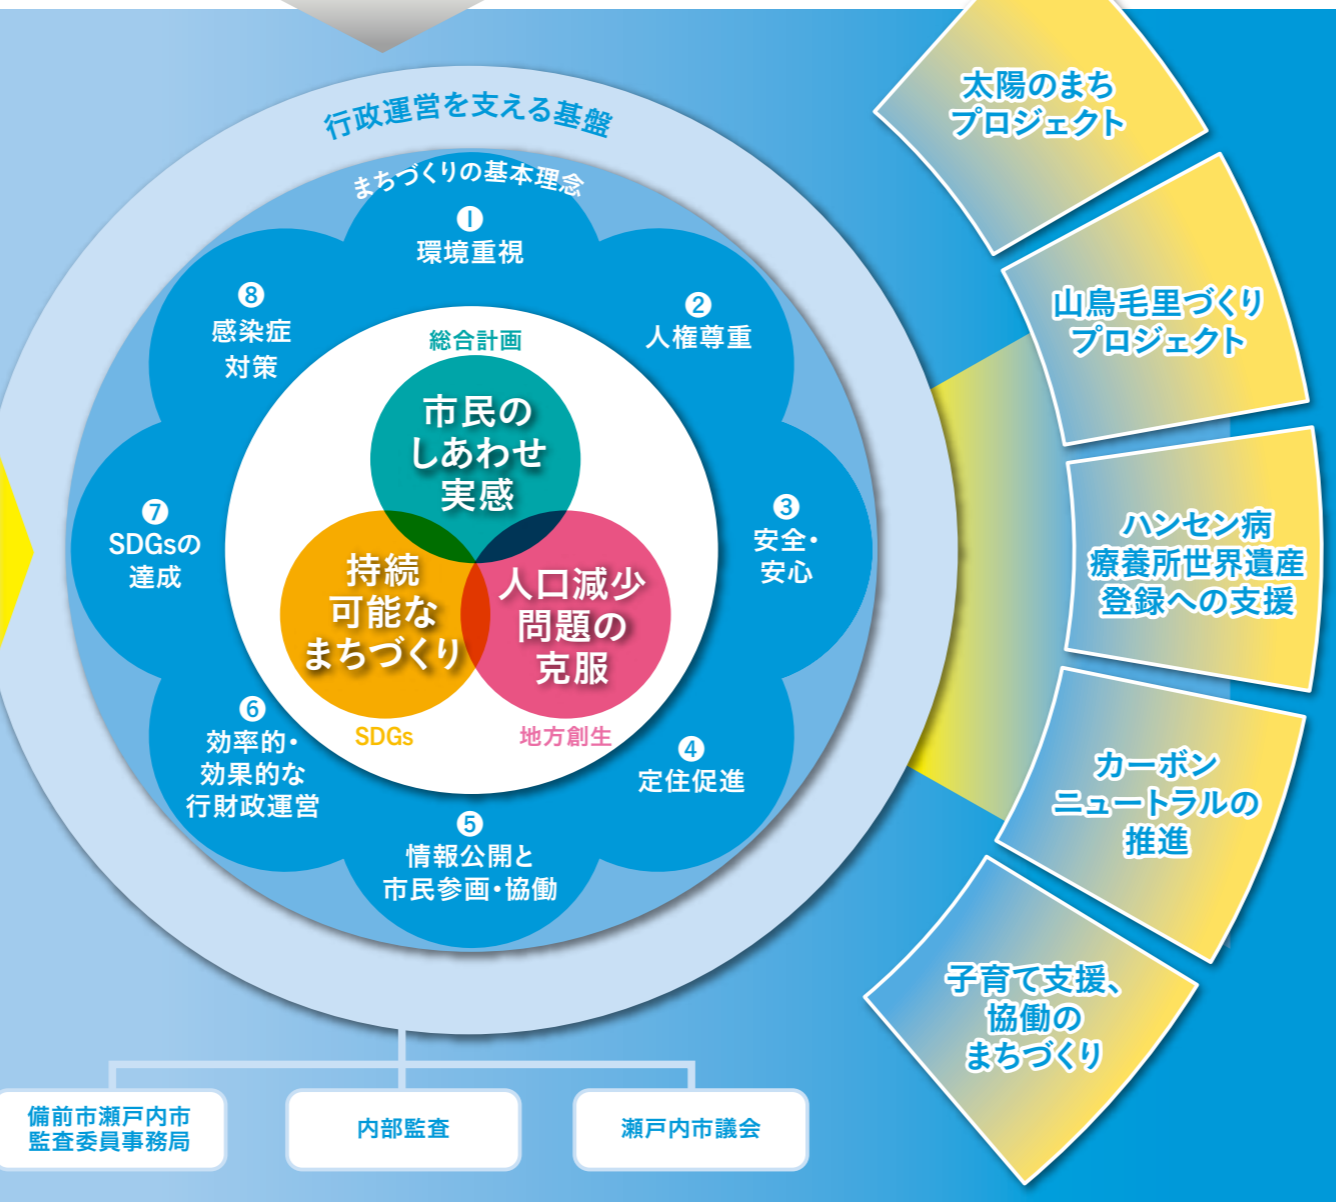 行政運営を支える基盤
まちづくりの基本理念
❶
環境重視
❷
人権尊重
❸
安全・
安心
❹
定住促進
❺
情報公開と
市民参画・協働
❻
効率的・
効果的な
行財政運営
❼
SDGsの
達成
❽
感染症
対策
総合計画
市民の
しあわせ
実感
持続
可能な
まちづくり
SDGs
人口減少
問題の
克服
地方創生
太陽のまち
プロジェクト
山鳥毛里づくり
プロジェクト
ハンセン病
療養所世界遺産
登録への支援
カーボン
ニュートラルの
推進
子育て支援、
協働の
まちづくり
備前市瀬戸内市
監査委員事務局
内部監査
瀬戸内市議会